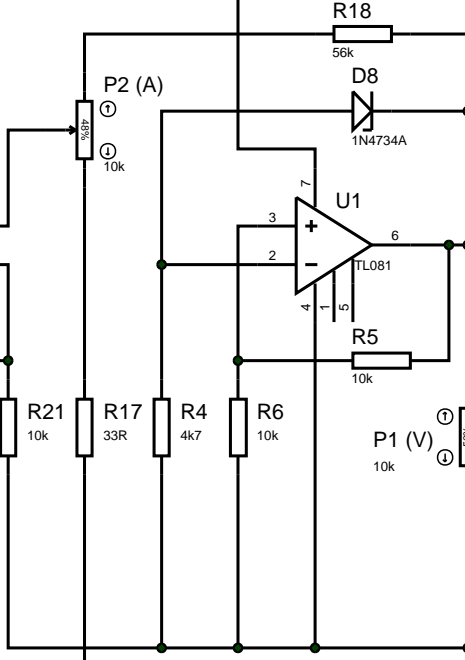 R18
56k
D8
1N4734A
P2 (A)
48%
10k
U1
7
3
+
2
−
6
TL081
4
1
5
R5
10k
R21
10k
R17
33R
R4
4k7
R6
10k
P1 (V)
10k